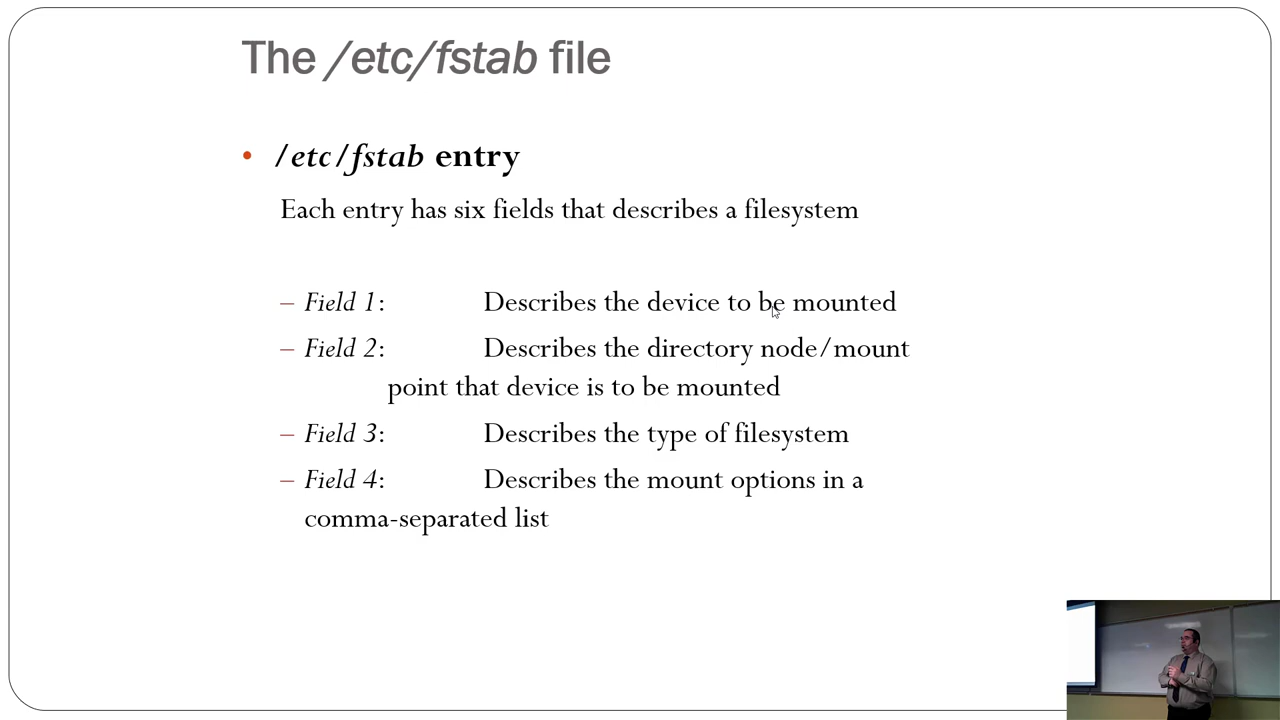 The /etc/fstab file
• /etc/fstab entry
Each entry has six fields that describes a filesystem
– Field 1: Describes the device to be mounted
– Field 2: Describes the directory node/mount
point that device is to be mounted
– Field 3: Describes the type of filesystem
– Field 4: Describes the mount options in a
comma-separated list